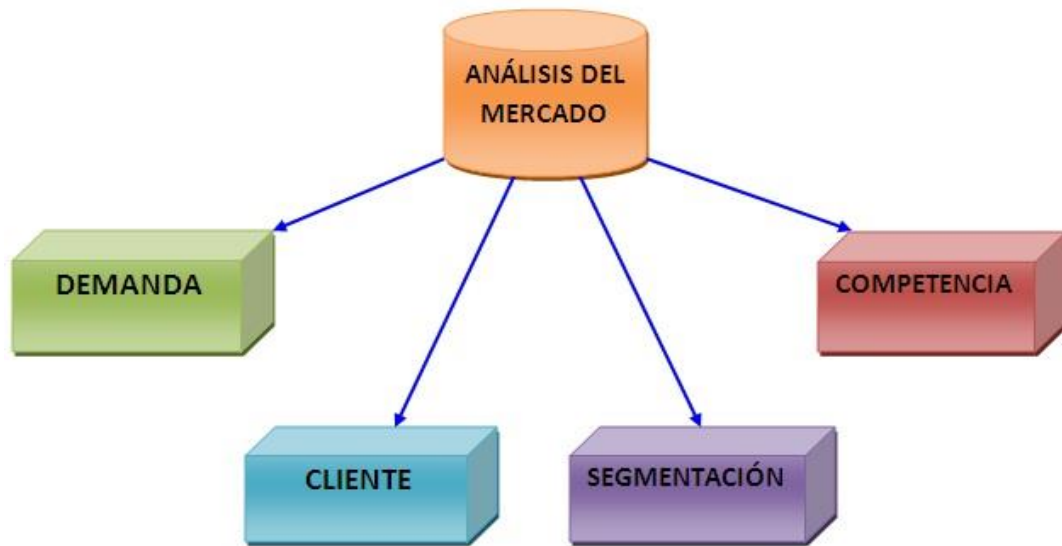 ANÁLISIS DEL
MERCADO
DEMANDA
COMPETENCIA
CLIENTE
SEGMENTACIÓN